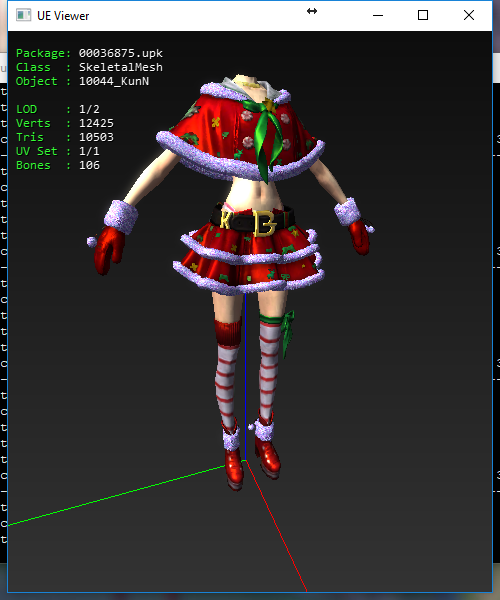 UE Viewer
Package: 00036875.upk
Class : SkeletalMesh
Object : 10044_KunN
LOD : 1/2
Verts : 12425
Tris : 10503
UV Set : 1/1
Bones : 106
K B